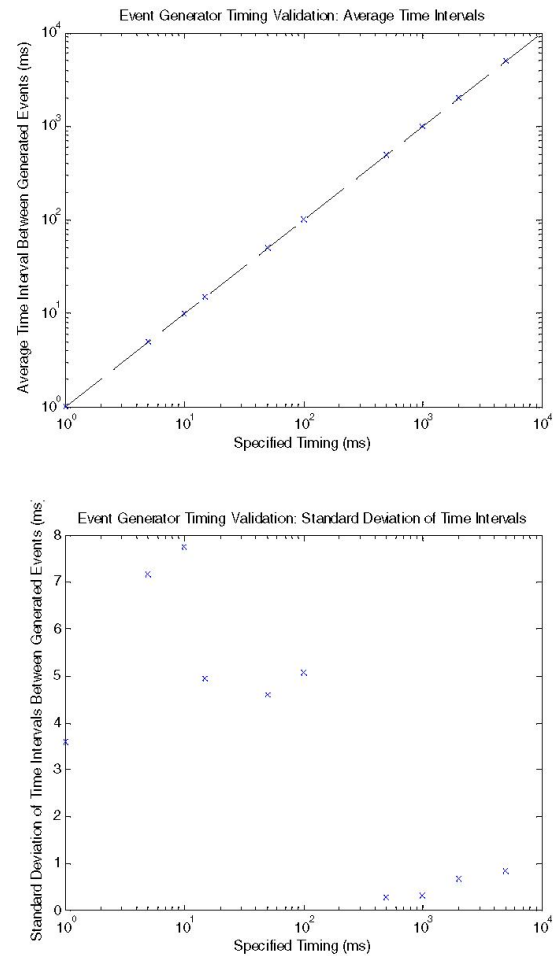 Event Generator Timing Validation: Average Time Intervals
Average Time Interval Between Generated Events (ms)
10^4
10^3
10^2
10^1
10^0
10^0 10^1 10^2 10^3 10^4
Specified Timing (ms)
Event Generator Timing Validation: Standard Deviation of Time Intervals
Standard Deviation of Time Intervals Between Generated Events (ms)
8
7
6
5
4
3
2
1
0
10^0 10^1 10^2 10^3 10^4
Specified Timing (ms)